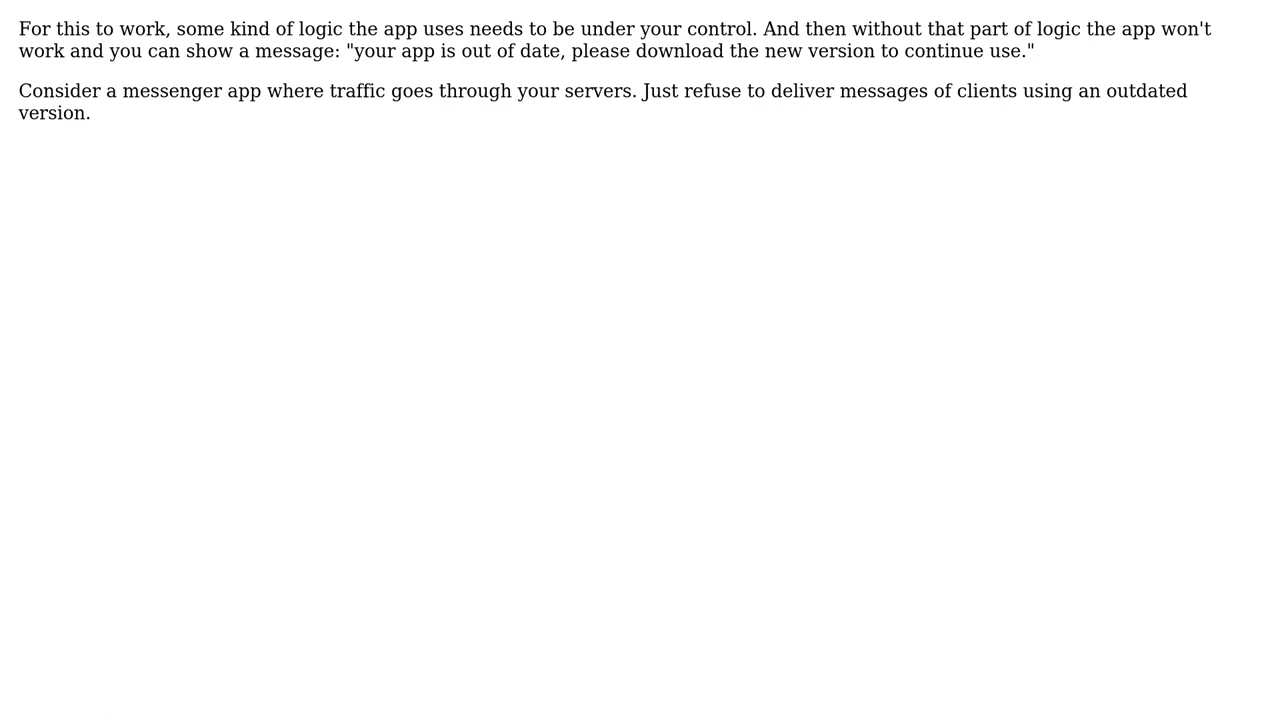 For this to work, some kind of logic the app uses needs to be under your control. And then without that part of logic the app won't
work and you can show a message: "your app is out of date, please download the new version to continue use."
Consider a messenger app where traffic goes through your servers. Just refuse to deliver messages of clients using an outdated
version.